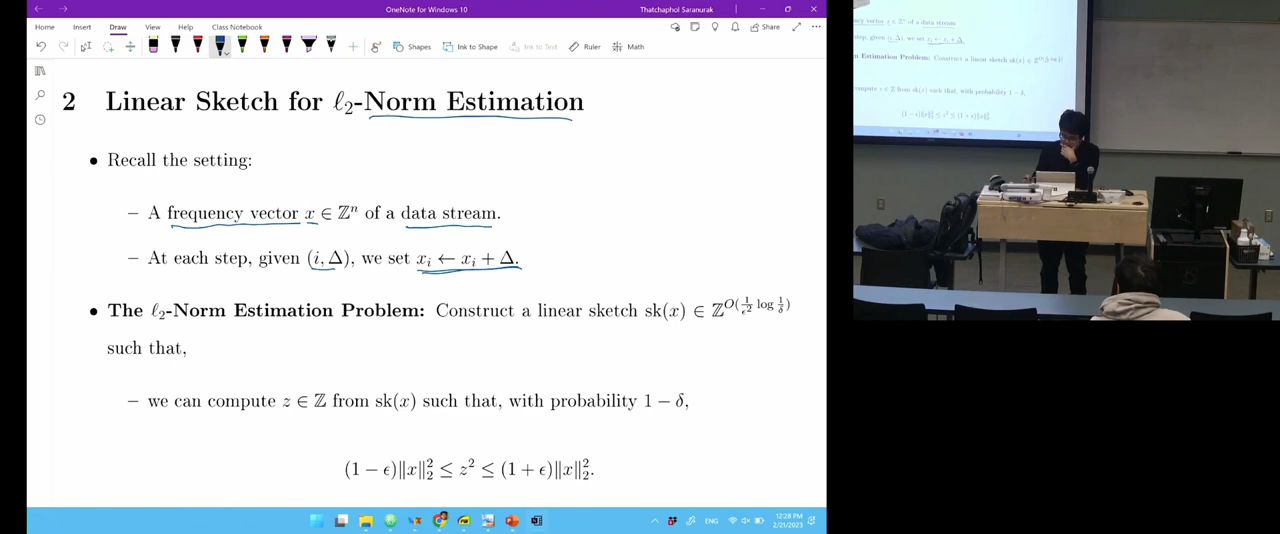 OneNote for Windows 10
Thatchaphol Saranurak
Home Insert Draw View Help Class Notebook
Share
Shapes Ink to Shape Ink to Text Ruler Math
2 Linear Sketch for ℓ₂-Norm Estimation
• Recall the setting:
– A frequency vector x ∈ ℤⁿ of a data stream.
– At each step, given (i, Δ), we set xᵢ ← xᵢ + Δ.
• The ℓ₂-Norm Estimation Problem: Construct a linear sketch sk(x) ∈ ℤ^{O(1/ϵ² log 1/δ)}
such that,
– we can compute z ∈ ℤ from sk(x) such that, with probability 1 − δ,
(1 − ϵ)‖x‖₂² ≤ z² ≤ (1 + ϵ)‖x‖₂².
ENG
12:28 PM
2/21/2023